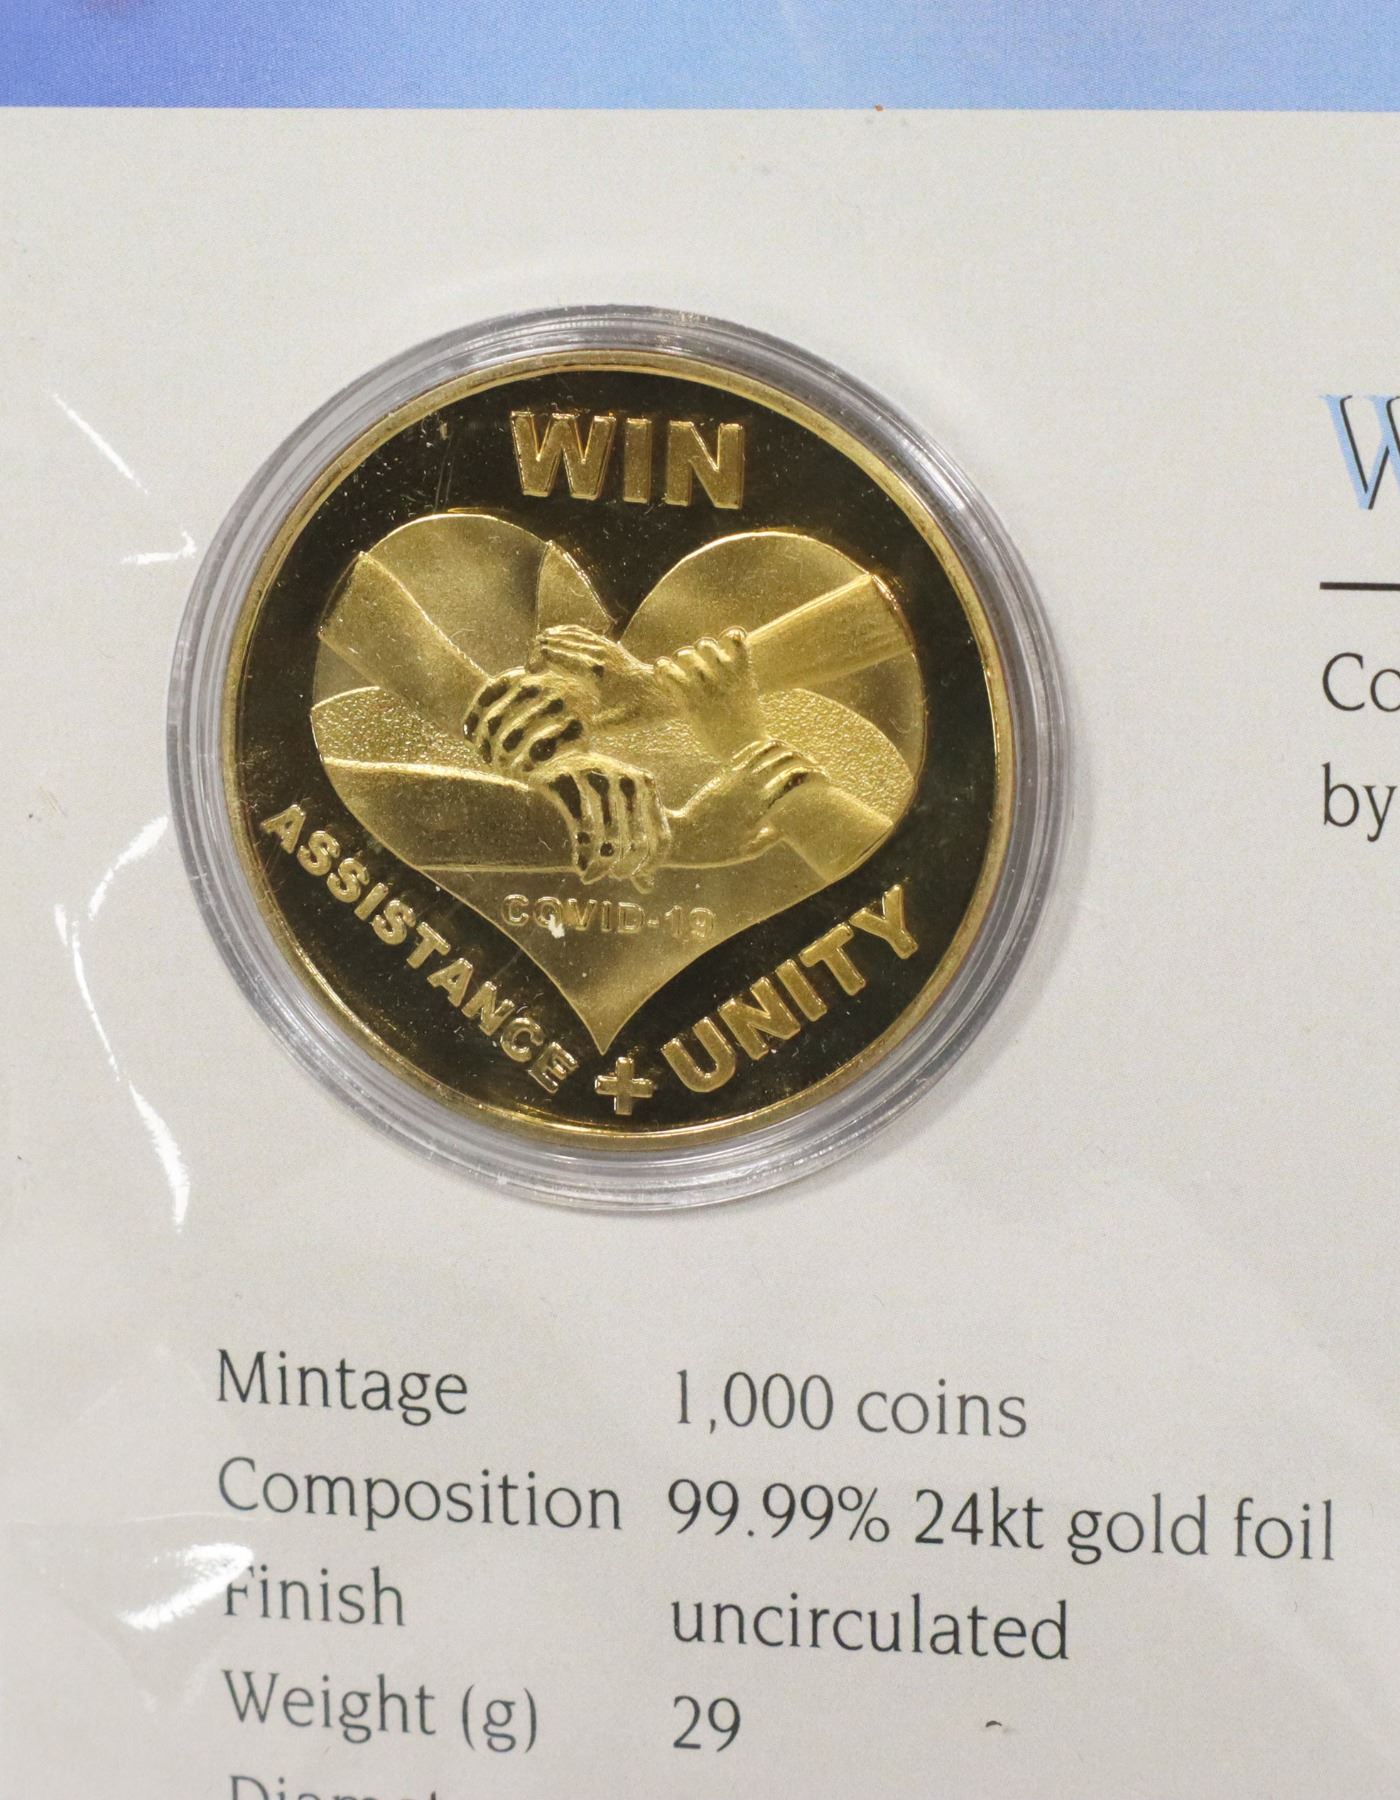 WIN
COVID-19
ASSISTANCE + UNITY
W
Co
by
Mintage 1,000 coins
Composition 99.99% 24kt gold foil
Finish uncirculated
Weight (g) 29